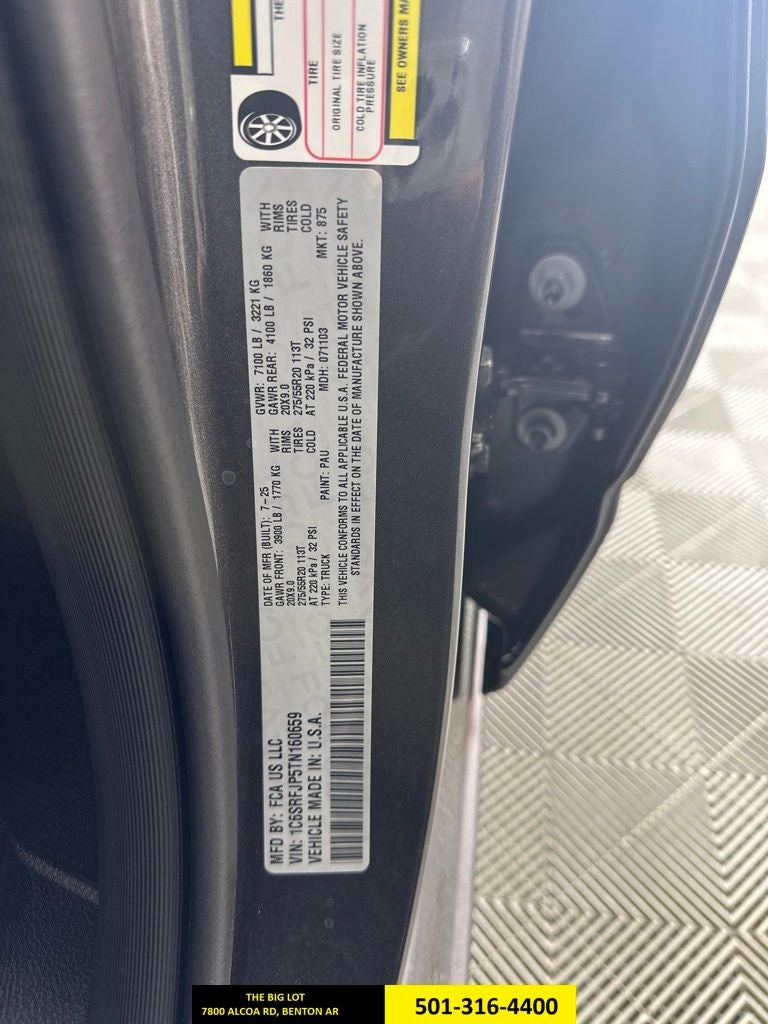 THE
TIRE
ORIGINAL TIRE SIZE
COLD TIRE INFLATION
PRESSURE
SEE OWNERS MA
MFD BY: FCA US LLC
VIN: 1C6SRFJP5TN160659
VEHICLE MADE IN: U.S.A.
DATE OF MFR (BUILT): 7-25
GAWR FRONT: 3900 LB / 1770 KG WITH
20X9.0 RIMS
275/55R20 113T TIRES
AT 220 kPa / 32 PSI COLD
TYPE: TRUCK PAINT: PAU
GVWR: 7100 LB / 3221 KG
GAWR REAR: 4100 LB / 1860 KG WITH
20X9.0 RIMS
275/55R20 113T TIRES
AT 220 kPa / 32 PSI COLD
MDH: 071103 MKT: 875
THIS VEHICLE CONFORMS TO ALL APPLICABLE U.S.A. FEDERAL MOTOR VEHICLE SAFETY
STANDARDS IN EFFECT ON THE DATE OF MANUFACTURE SHOWN ABOVE.
THE BIG LOT
7800 ALCOA RD, BENTON AR
501-316-4400